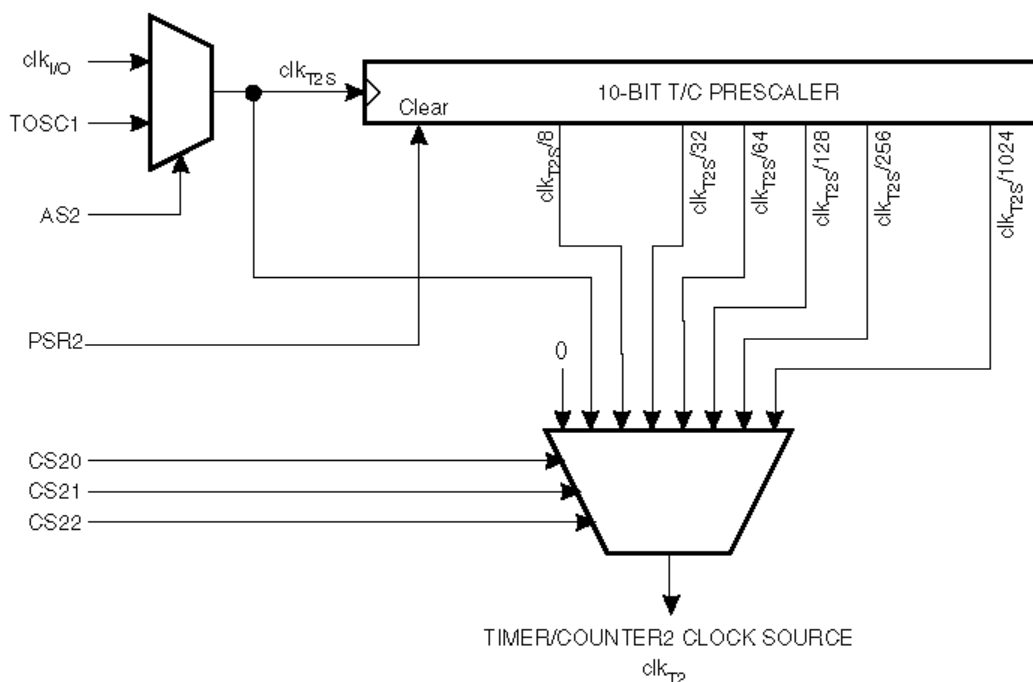 clkI/O
TOSC1
AS2
PSR2
clkT2S
10-BIT T/C PRESCALER
Clear
clkT2S/8
clkT2S/32
clkT2S/64
clkT2S/128
clkT2S/256
clkT2S/1024
0
CS20
CS21
CS22
TIMER/COUNTER2 CLOCK SOURCE
clkT2